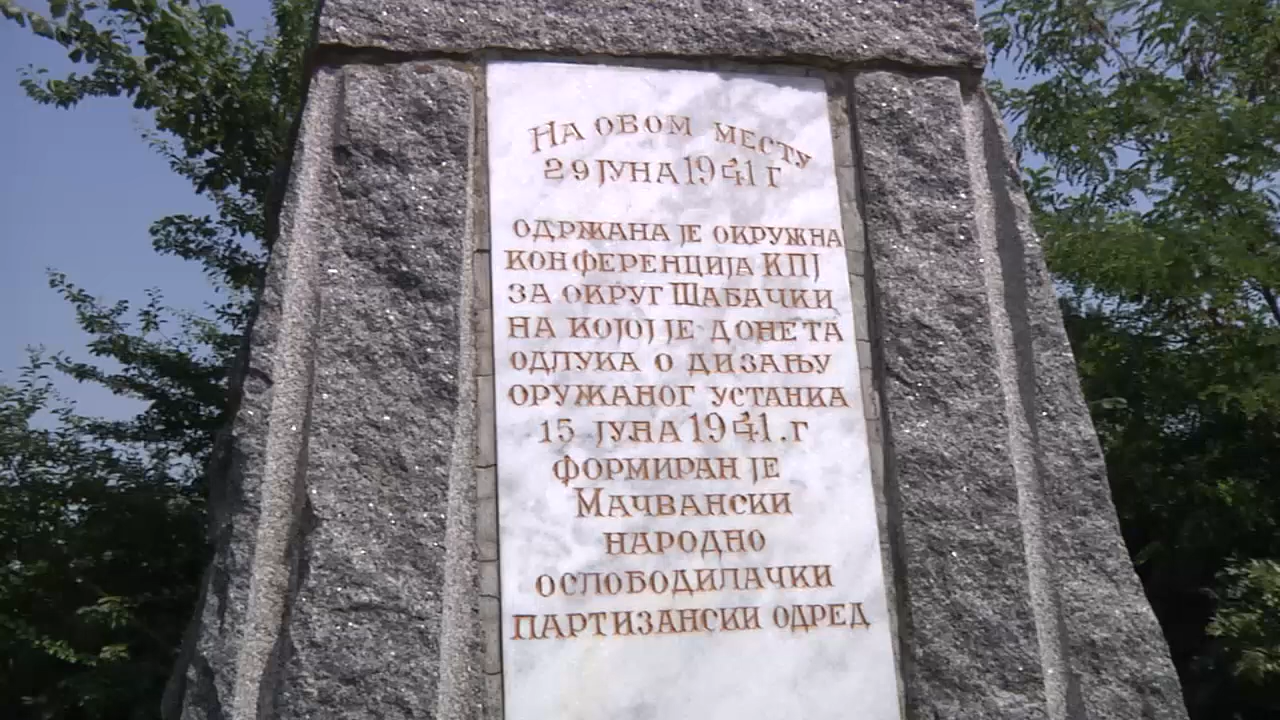 НА ОВОМ МЕСТУ
29 ЈУНА 1941 Г
ОДРЖАНА ЈЕ ОКРУЖНА
КОНФЕРЕНЦИЈА КПЈ
ЗА ОКРУГ ШАБАЧКИ
НА КОЈОЈ ЈЕ ДОНЕТА
ОДЛУКА О ДИЗАЊУ
ОРУЖАНОГ УСТАНКА
15 ЈУЛА 1941.Г
ФОРМИРАН ЈЕ
МАЧВАНСКИ
НАРОДНО
ОСЛОБОДИЛАЧКИ
ПАРТИЗАНСКИ ОДРЕД